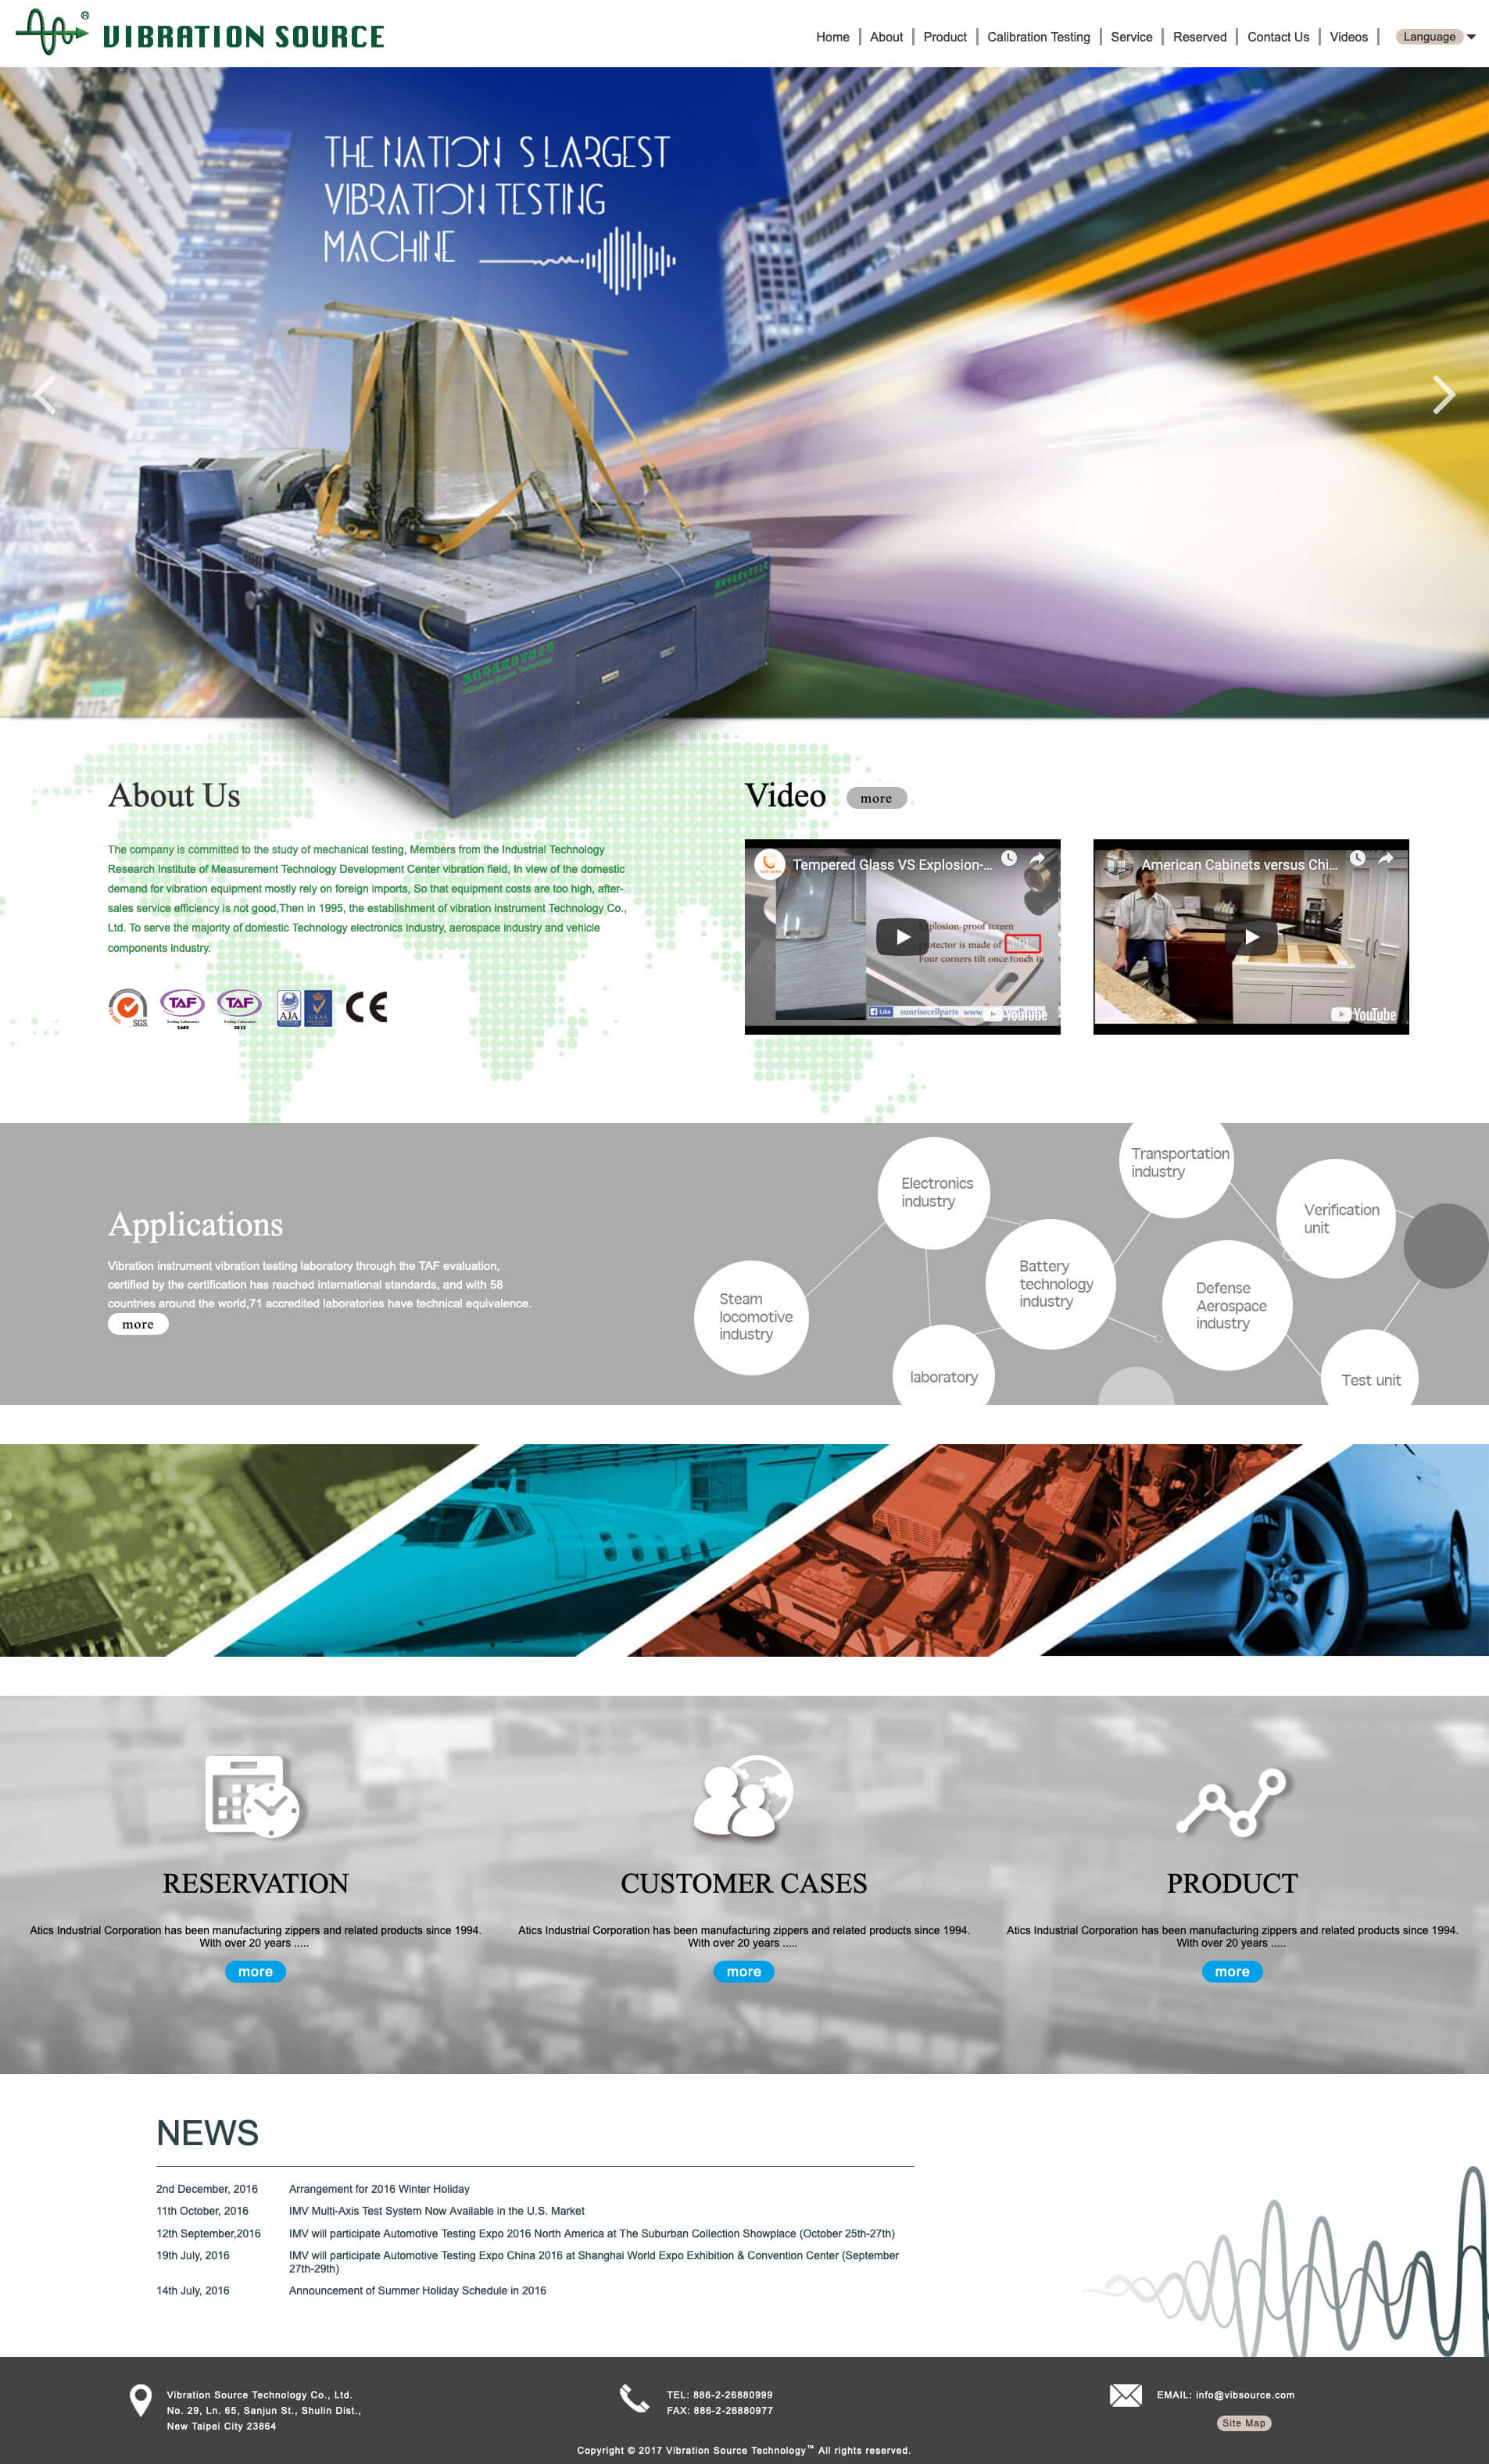 VIBRATION SOURCE
®
Home
About
Product
Calibration Testing
Service
Reserved
Contact Us
Videos
Language
THE NATION S LARGEST
VIBRATION TESTING
MACHINE
Vibration Source Technology
About Us
The company is committed to the study of mechanical testing, Members from the Industrial Technology
Research Institute of Measurement Technology Development Center vibration field, In view of the domestic
demand for vibration equipment mostly rely on foreign imports, So that equipment costs are too high, after-
sales service efficiency is not good,Then in 1995, the establishment of vibration instrument Technology Co.,
Ltd. To serve the majority of domestic Technology electronics industry, aerospace industry and vehicle
components industry.
SGS
TAF
TAF
AJA
UKAS
CE
Video
more
Tempered Glass VS Explosion-...
plosion-proof screen
protector is made of
Four corners tilt once touch in
Like
sunrisecellparts
YouTube
American Cabinets versus Chi...
YouTube
Applications
Vibration instrument vibration testing laboratory through the TAF evaluation,
certified by the certification has reached international standards, and with 58
countries around the world,71 accredited laboratories have technical equivalence.
more
Electronics
industry
Transportation
industry
Verification
unit
Battery
technology
industry
Steam
locomotive
industry
Defense
Aerospace
industry
laboratory
Test unit
RESERVATION
Atics Industrial Corporation has been manufacturing zippers and related products since 1994.
With over 20 years .....
more
CUSTOMER CASES
Atics Industrial Corporation has been manufacturing zippers and related products since 1994.
With over 20 years .....
more
PRODUCT
Atics Industrial Corporation has been manufacturing zippers and related products since 1994.
With over 20 years .....
more
NEWS
2nd December, 2016 Arrangement for 2016 Winter Holiday
11th October, 2016 IMV Multi-Axis Test System Now Available in the U.S. Market
12th September,2016 IMV will participate Automotive Testing Expo 2016 North America at The Suburban Collection Showplace (October 25th-27th)
19th July, 2016 IMV will participate Automotive Testing Expo China 2016 at Shanghai World Expo Exhibition & Convention Center (September
27th-29th)
14th July, 2016 Announcement of Summer Holiday Schedule in 2016
Vibration Source Technology Co., Ltd.
No. 29, Ln. 65, Sanjun St., Shulin Dist.,
New Taipei City 23864
TEL: 886-2-26880999
FAX: 886-2-26880977
EMAIL: info@vibsource.com
Site Map
Copyright © 2017 Vibration Source Technology™ All rights reserved.